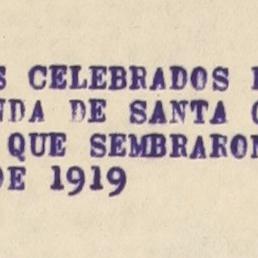 S CELEBRADOS
NDA DE SANTA
QUE SEMBRARON
DE 1919